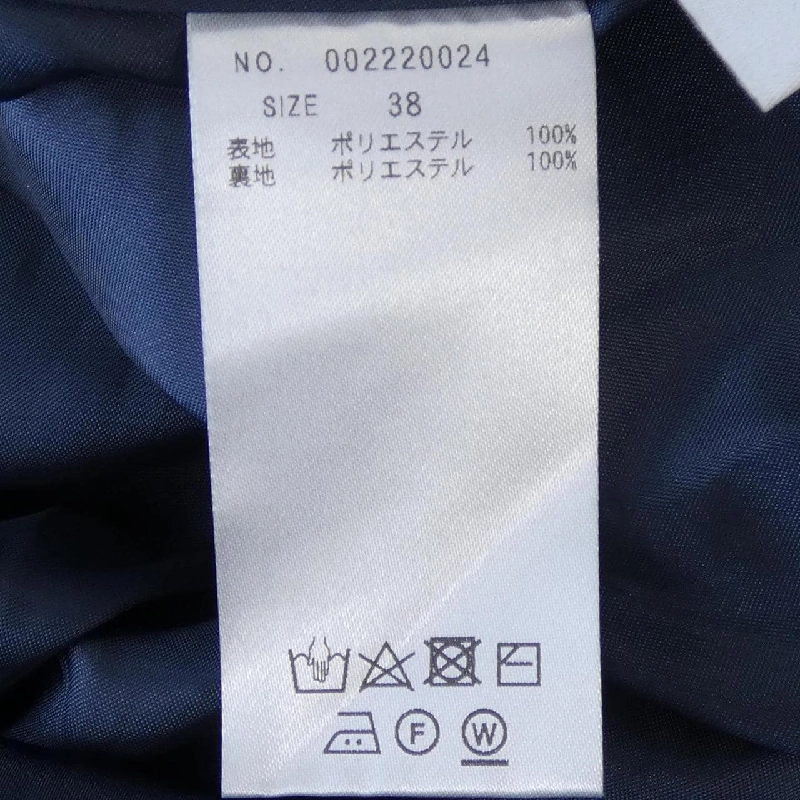 NO. 002220024
SIZE 38
表地 ポリエステル 100%
裏地 ポリエステル 100%
F W